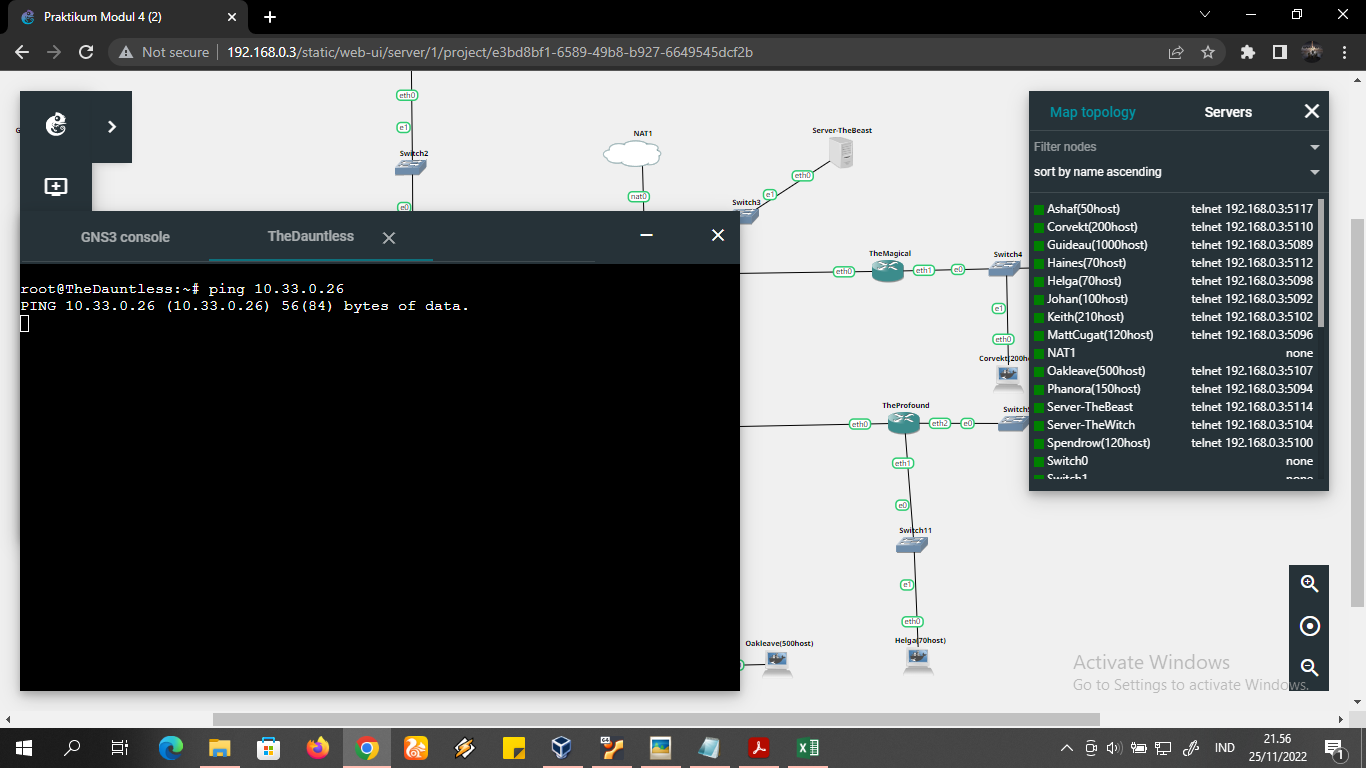 Praktikum Modul 4 (2)
Not secure
192.168.0.3/static/web-ui/server/1/project/e3bd8bf1-6589-49b8-b927-6649545dcf2b
eth0
e1
Switch2
e0
NAT1
nat0
Server-TheBeast
eth0
e1
Switch3
TheMagical
eth0
eth1
e0
Switch4
e1
eth0
Corvekt(200h
TheProfound
eth0
eth2
e0
Switch5
eth1
e0
Switch11
e1
eth0
Helga(70host)
Oakleave(500host)
GNS3 console
TheDauntless
root@TheDauntless:~# ping 10.33.0.26
PING 10.33.0.26 (10.33.0.26) 56(84) bytes of data.
Map topology
Servers
Filter nodes
sort by name ascending
Ashaf(50host) telnet 192.168.0.3:5117
Corvekt(200host) telnet 192.168.0.3:5110
Guideau(1000host) telnet 192.168.0.3:5089
Haines(70host) telnet 192.168.0.3:5112
Helga(70host) telnet 192.168.0.3:5098
Johan(100host) telnet 192.168.0.3:5092
Keith(210host) telnet 192.168.0.3:5102
MattCugat(120host) telnet 192.168.0.3:5096
NAT1 none
Oakleave(500host) telnet 192.168.0.3:5107
Phanora(150host) telnet 192.168.0.3:5094
Server-TheBeast telnet 192.168.0.3:5114
Server-TheWitch telnet 192.168.0.3:5104
Spendrow(120host) telnet 192.168.0.3:5100
Switch0 none
Switch1 none
Activate Windows
Go to Settings to activate Windows.
IND
21.56
25/11/2022
1